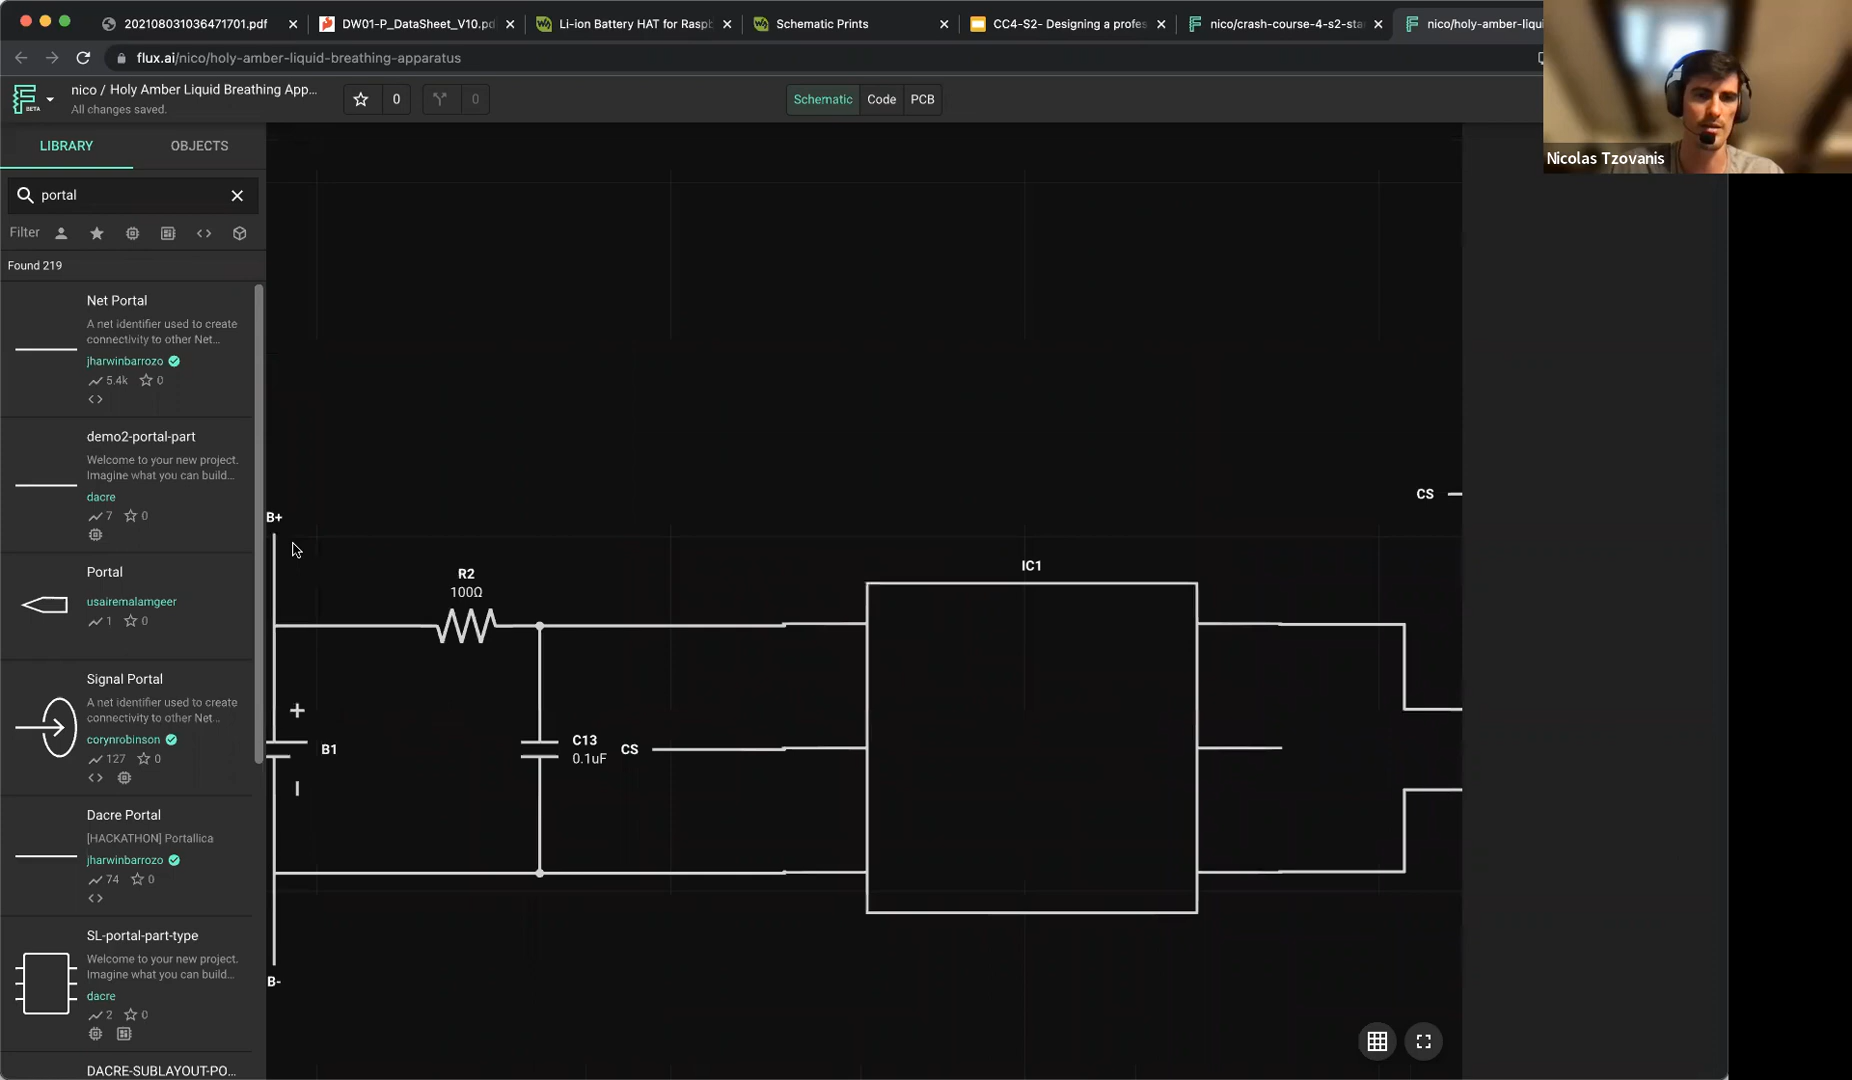 202108031036471701.pdf
DW01-P_DataSheet_V10.pd
Li-ion Battery HAT for Raspb
Schematic Prints
CC4-S2- Designing a profes
nico/crash-course-4-s2-sta
nico/holy-amber-liqui
flux.ai/nico/holy-amber-liquid-breathing-apparatus
BETA
nico / Holy Amber Liquid Breathing App...
All changes saved.
0
0
Schematic
Code
PCB
Nicolas Tzovanis
LIBRARY
OBJECTS
portal
Filter
Found 219
Net Portal
A net identifier used to create
connectivity to other Net...
jharwinbarrozo
5.4k
0
demo2-portal-part
Welcome to your new project.
Imagine what you can build...
dacre
7
0
Portal
usairemalamgeer
1
0
Signal Portal
A net identifier used to create
connectivity to other Net...
corynrobinson
127
0
Dacre Portal
[HACKATHON] Portallica
jharwinbarrozo
74
0
SL-portal-part-type
Welcome to your new project.
Imagine what you can build...
dacre
2
0
DACRE-SUBLAYOUT-PO...
CS
B+
R2
100Ω
IC1
+
B1
C13
0.1uF
CS
B-